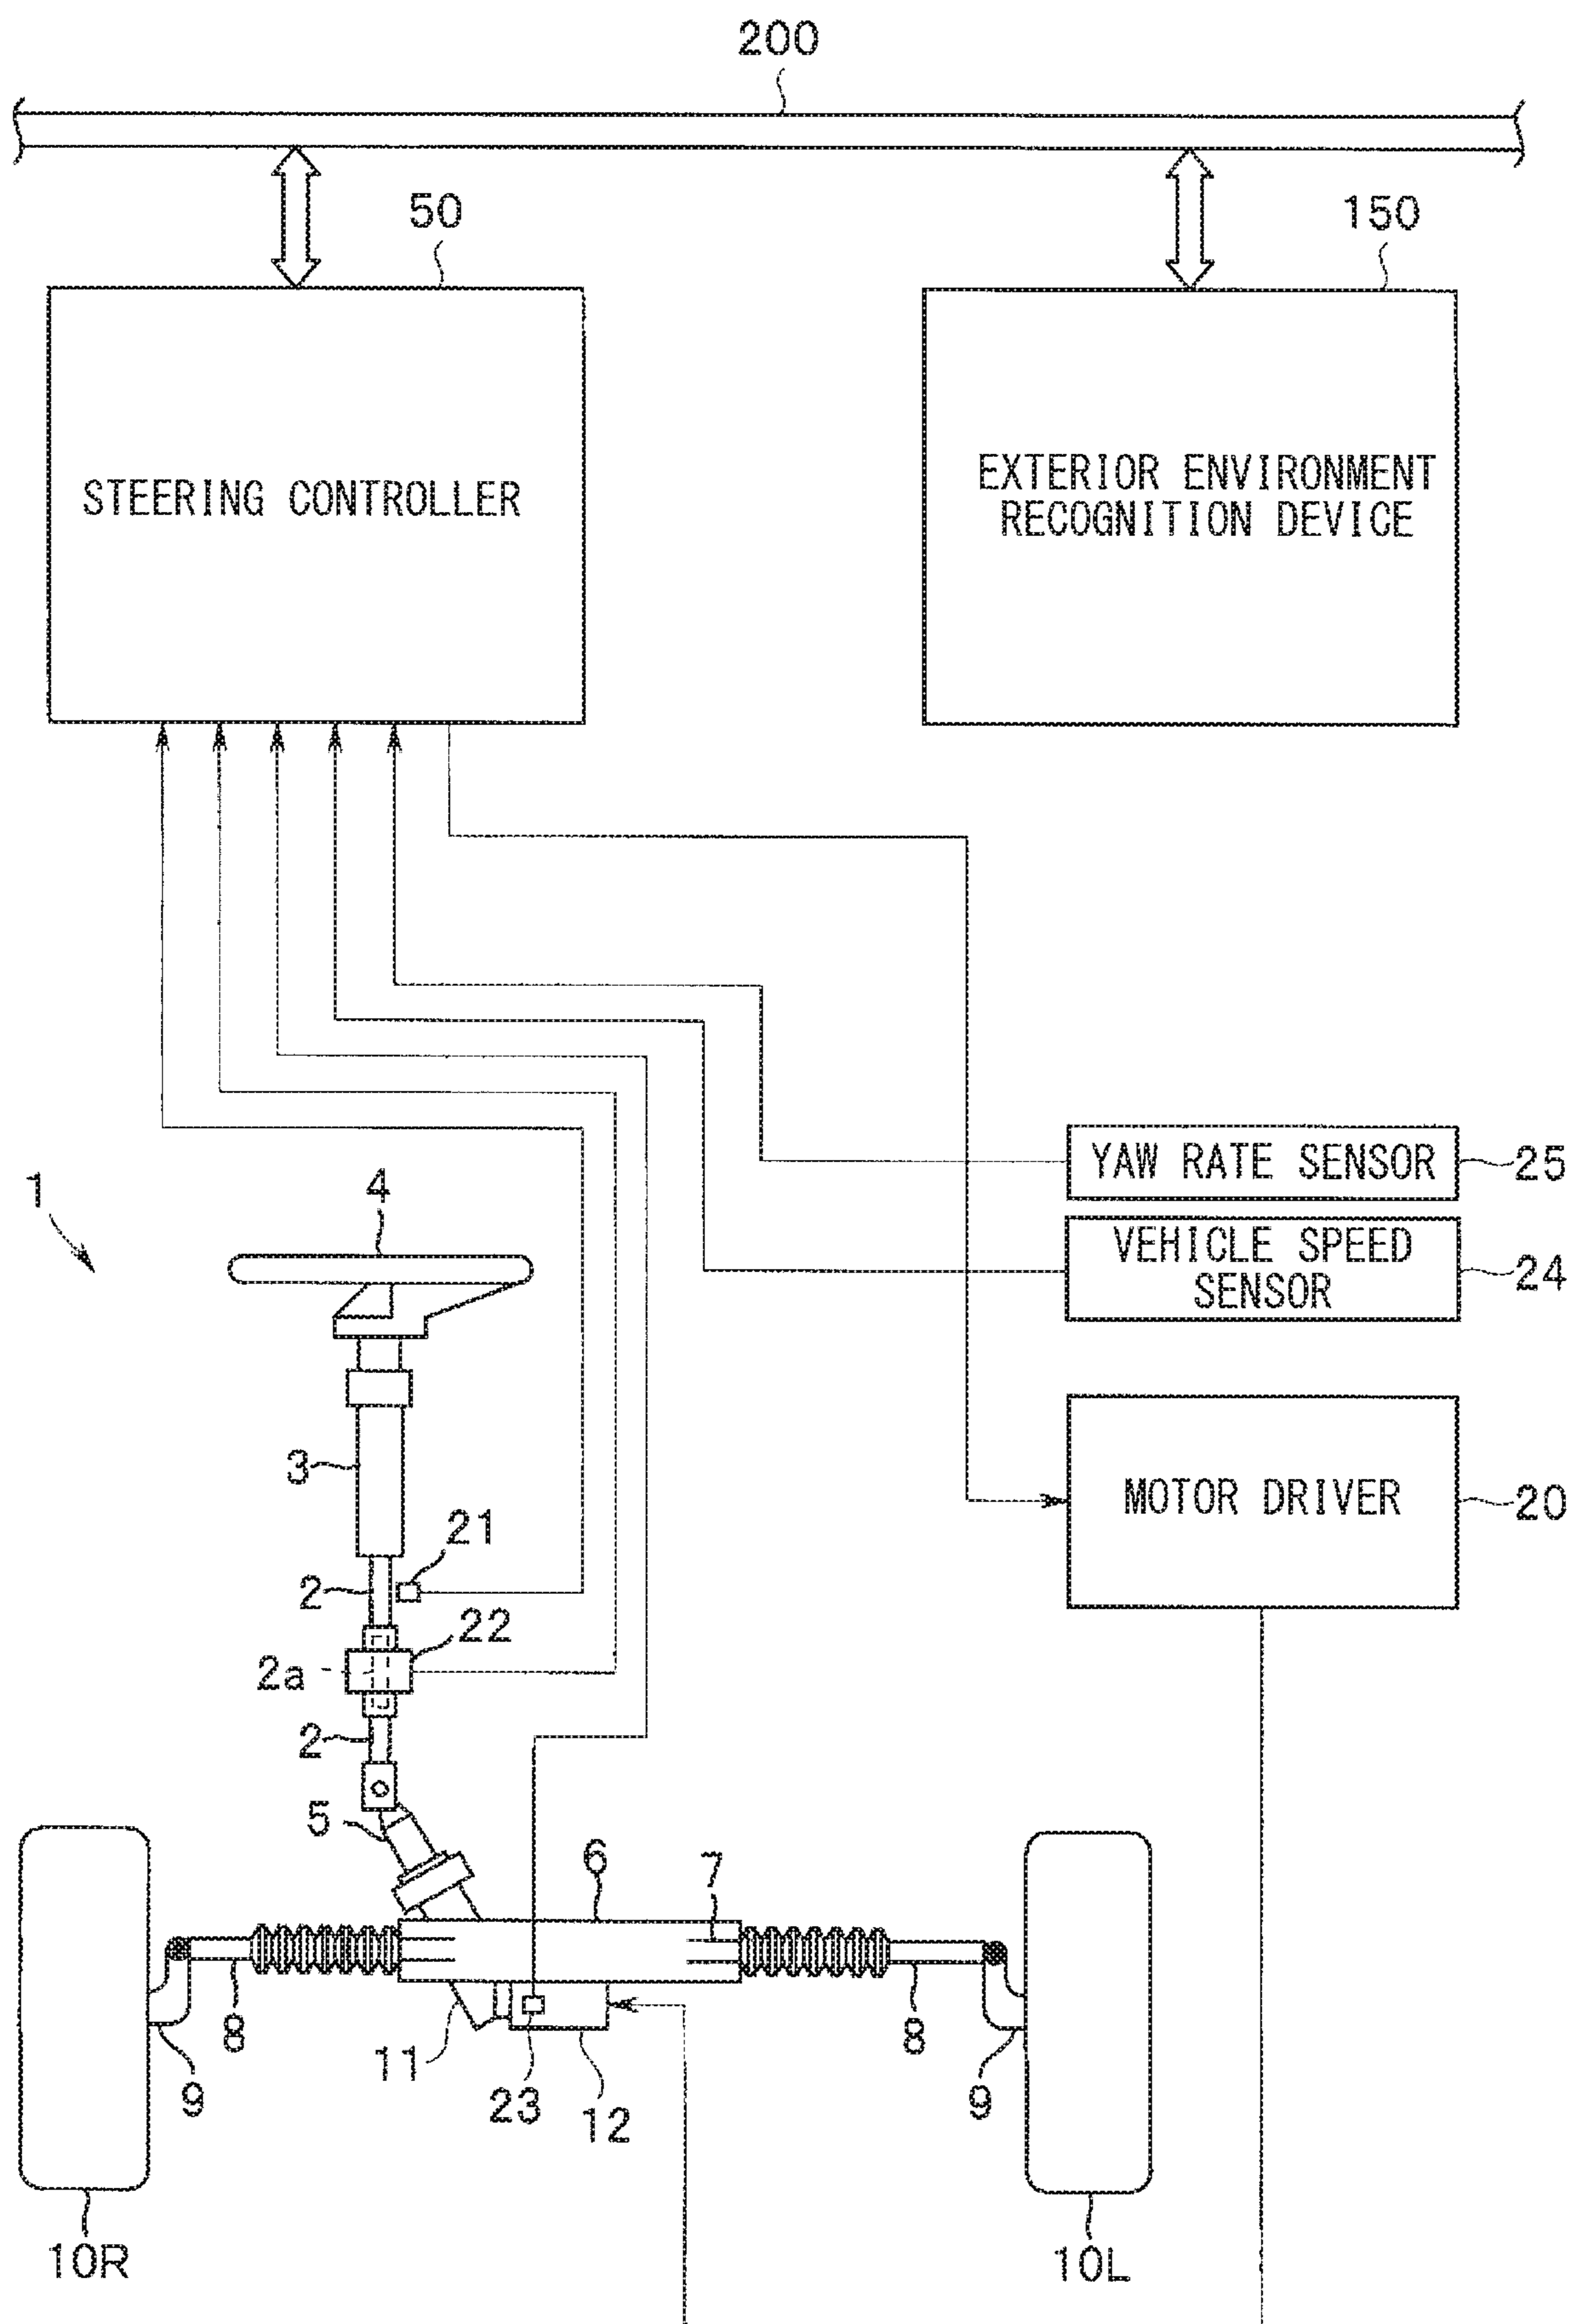 200
50
150
STEERING CONTROLLER
EXTERIOR ENVIRONMENT
RECOGNITION DEVICE
YAW RATE SENSOR
25
1
4
VEHICLE SPEED
SENSOR
24
3
MOTOR DRIVER
20
21
2
22
2a
2
5
6
7
8
8
11
9
23
12
9
10R
10L